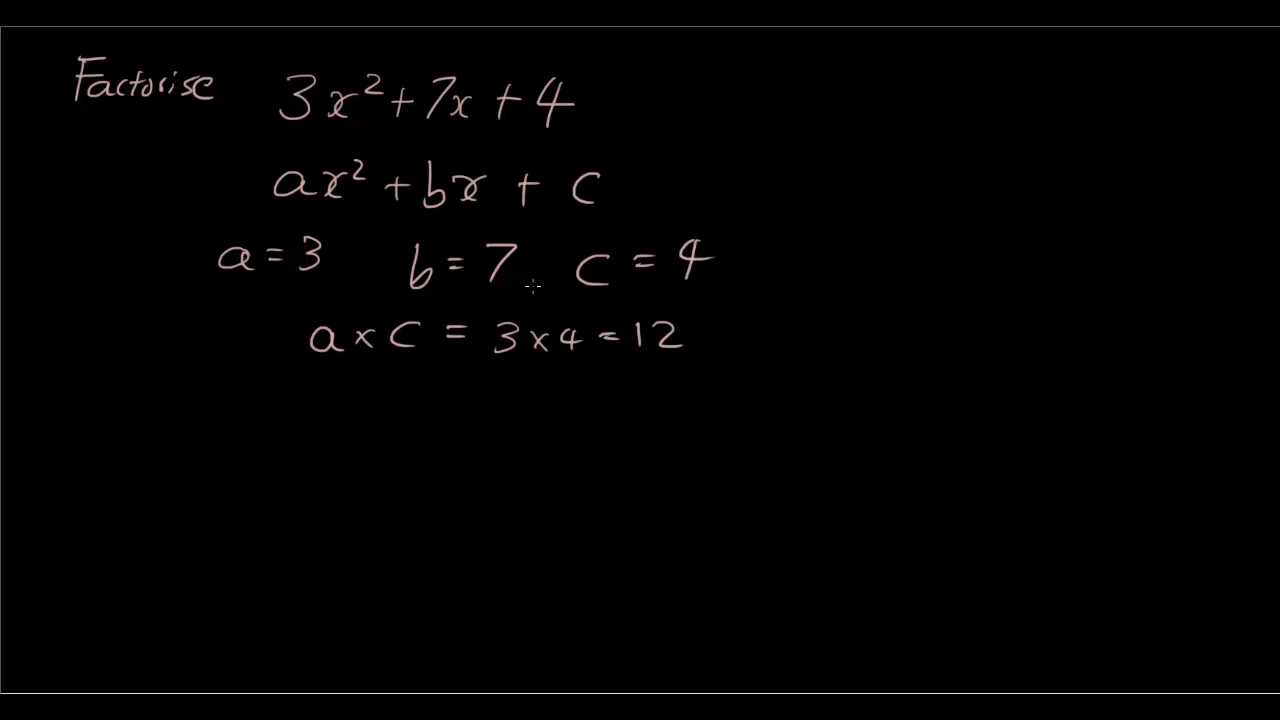 Factorise 3x² + 7x + 4
ax² + bx + c
a = 3 b = 7 c = 4
a × c = 3 × 4 = 12